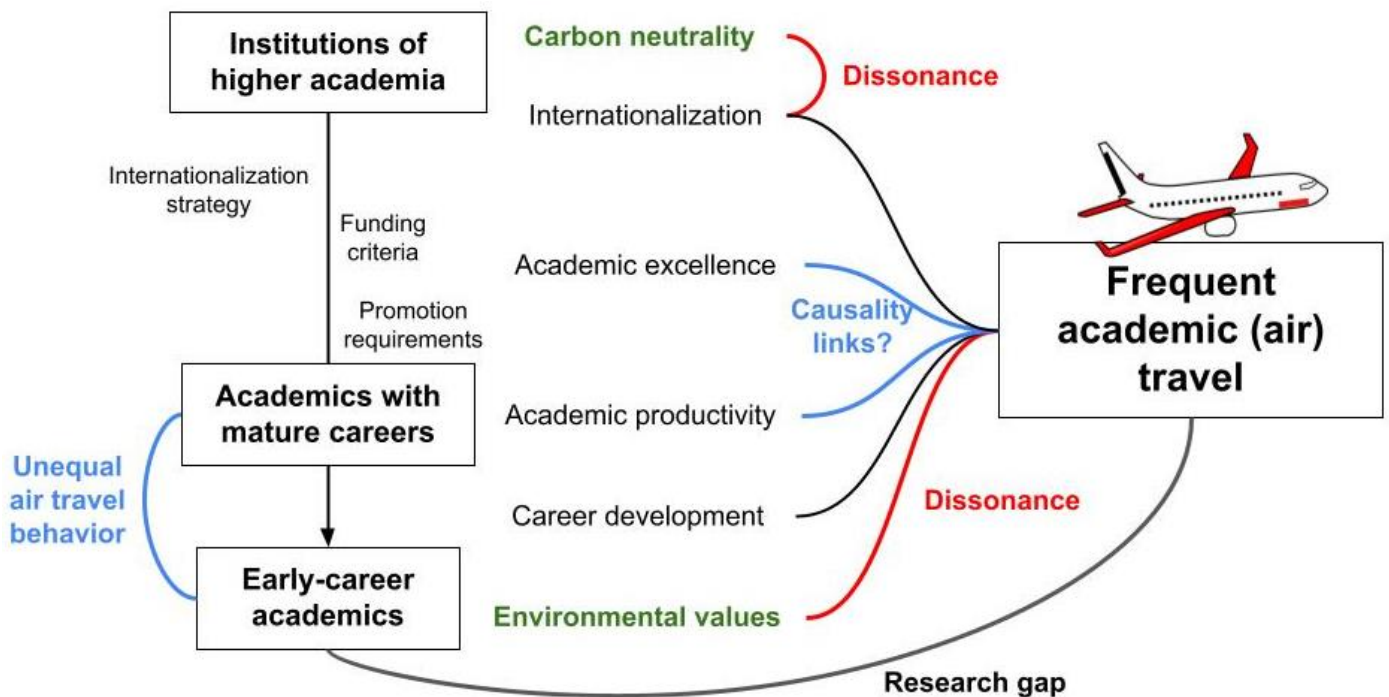 Institutions of
higher academia
Internationalization
strategy
Funding
criteria
Promotion
requirements
Academics with
mature careers
Unequal
air travel
behavior
Early-career
academics
Carbon neutrality
Dissonance
Internationalization
Academic excellence
Causality
links?
Academic productivity
Career development
Dissonance
Environmental values
Frequent
academic (air)
travel
Research gap